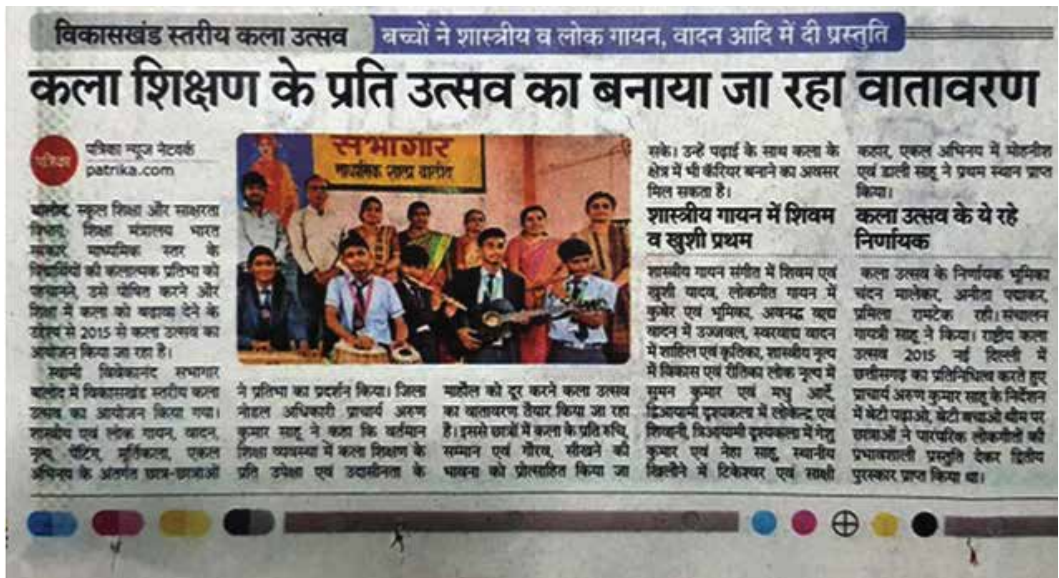 विकासखंड स्तरीय कला उत्सव
बच्चों ने शास्त्रीय व लोक गायन, वादन आदि में दी प्रस्तुति
कला शिक्षण के प्रति उत्सव का बनाया जा रहा वातावरण
पत्रिका
पत्रिका न्यूज नेटवर्क
patrika.com
बालोद. स्कूल शिक्षा और साक्षरता
विभाग, शिक्षा मंत्रालय भारत
सरकार माध्यमिक स्तर के
विद्यार्थियों की कलात्मक प्रतिभा को
पहचानने, उसे पोषित करने और
शिक्षा में कला को बढ़ावा देने के
उद्देश्य से 2015 से कला उत्सव का
आयोजन किया जा रहा है।
स्वामी विवेकानंद सभागार
बालोद में विकासखंड स्तरीय कला
उत्सव का आयोजन किया गया।
शास्त्रीय एवं लोक गायन, वादन,
नृत्य, पेंटिंग, मूर्तिकला, एकल
अभिनय के अंतर्गत छात्र-छात्राओं
सभागार
माध्यमिक शाला
ने प्रतिभा का प्रदर्शन किया। जिला
नोडल अधिकारी प्राचार्य अरुण
कुमार साहू ने कहा कि वर्तमान
शिक्षा व्यवस्था में कला शिक्षण के
प्रति उपेक्षा एवं उदासीनता के
माहौल को दूर करने कला उत्सव
का वातावरण तैयार किया जा रहा
है। इससे छात्रों में कला के प्रति रुचि,
सम्मान एवं गौरव, सीखने की
भावना को प्रोत्साहित किया जा
सके। उन्हें पढ़ाई के साथ कला के
क्षेत्र में भी कॅरियर बनाने का अवसर
मिल सकता है।
शास्त्रीय गायन में शिवम
व खुशी प्रथम
शास्त्रीय गायन संगीत में शिवम एवं
खुशी यादव, लोकगीत गायन में
कुबेर एवं भूमिका, अवनद्ध वाद्य
वादन में उज्जवल, स्वरवाद्य वादन
में शाहिल एवं कृतिका, शास्त्रीय नृत्य
में विकास एवं रीतिका लोक नृत्य में
सुमन कुमार एवं मधु आर्दे,
द्विआयामी दृश्यकला में लोकेन्द्र एवं
शिवानी, त्रिआयामी दृश्यकला में गेशु
कुमार एवं नेहा साहू, स्थानीय
खिलौने में टिकेश्वर एवं साक्षी
कहार, एकल अभिनय में मोहनीश
एवं डाली साहू ने प्रथम स्थान प्राप्त
किया।
कला उत्सव के ये रहे
निर्णायक
कला उत्सव के निर्णायक भूमिका
चंदन मालेकर, अनीता पद्माकर,
प्रमिला रामटेक रही। संचालन
गायत्री साहू ने किया। राष्ट्रीय कला
उत्सव 2015 नई दिल्ली में
छत्तीसगढ़ का प्रतिनिधित्व करते हुए
प्राचार्य अरुण कुमार साहू के निर्देशन
में बेटी पढ़ाओ, बेटी बचाओ थीम पर
छात्राओं ने पारंपरिक लोकगीतों की
प्रभावशाली प्रस्तुति देकर द्वितीय
पुरस्कार प्राप्त किया था।